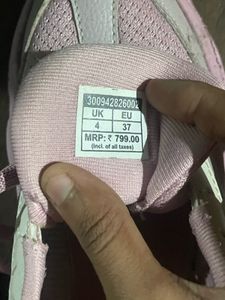 300942826002
UK EU
4 37
MRP: ₹ 799.00
(Incl. of all taxes)